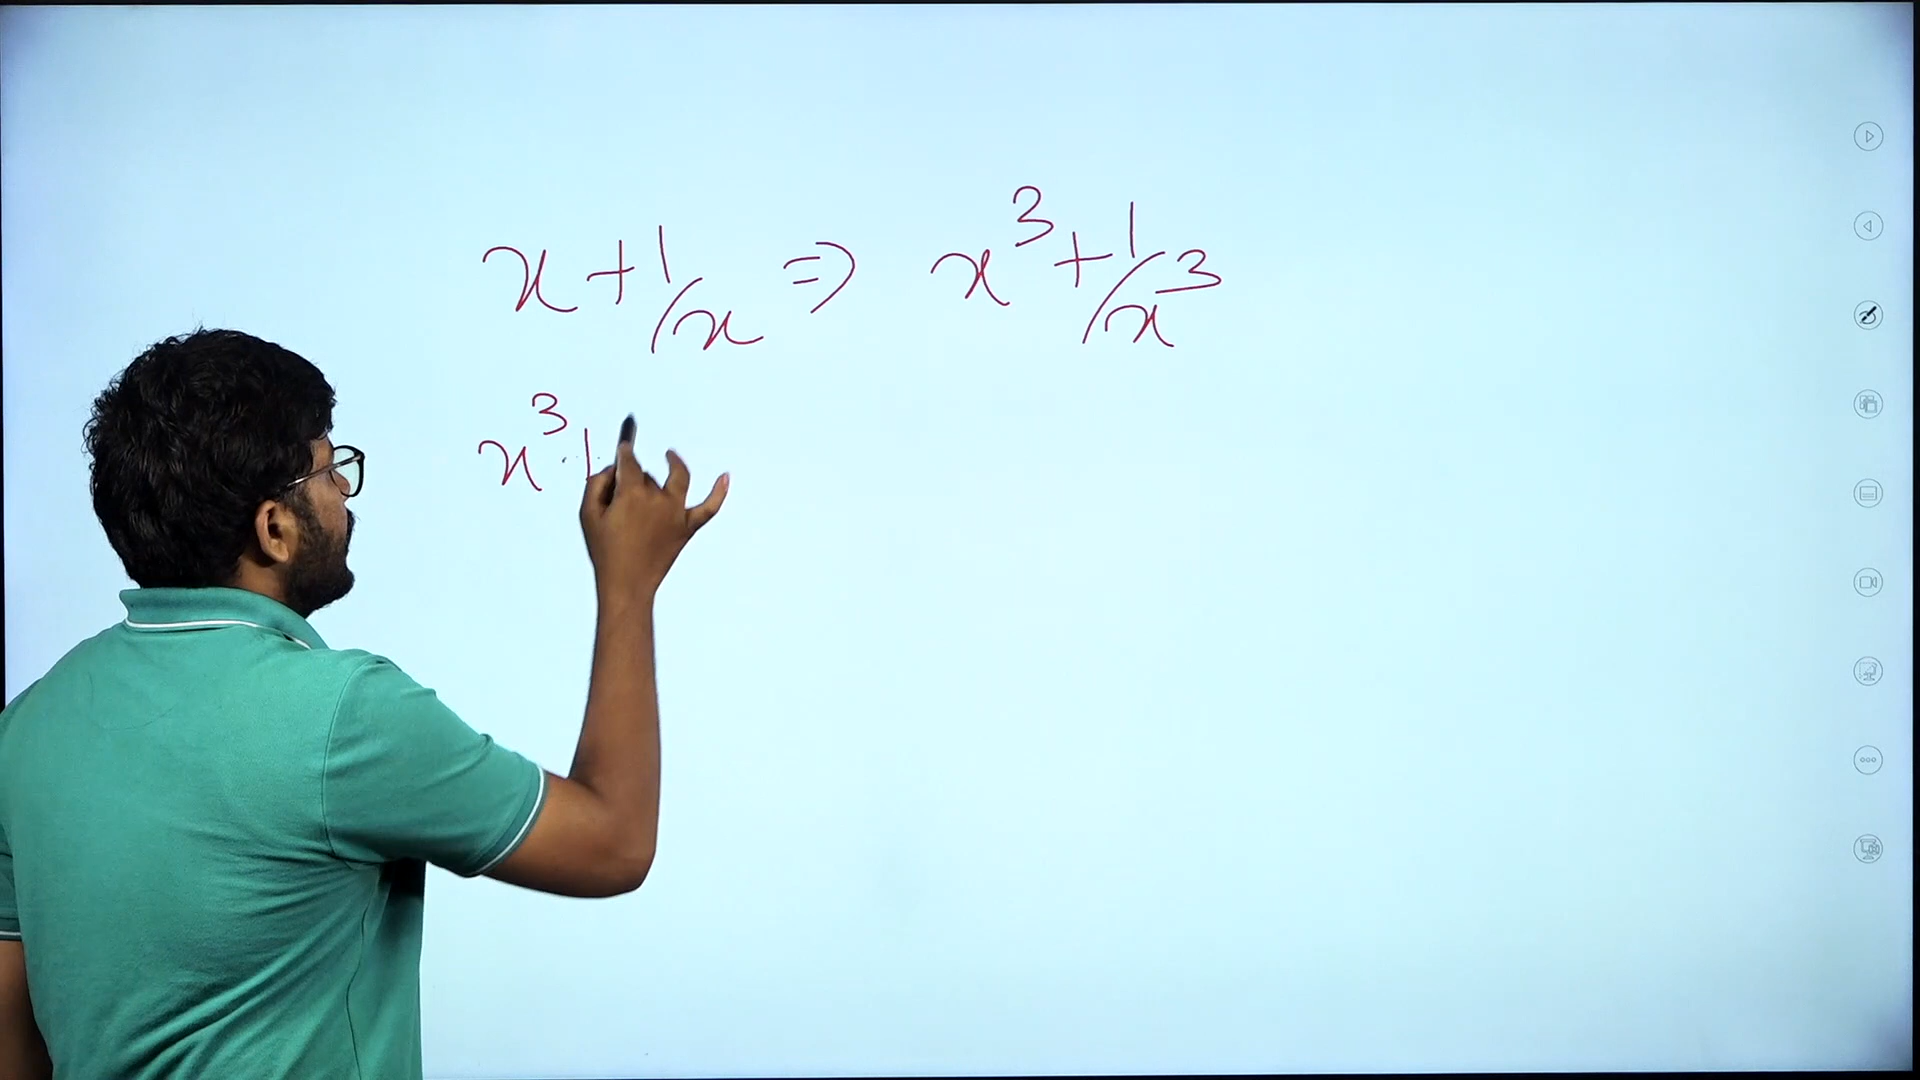 x + 1/x ⇒ x³ + 1/x³
x³ +